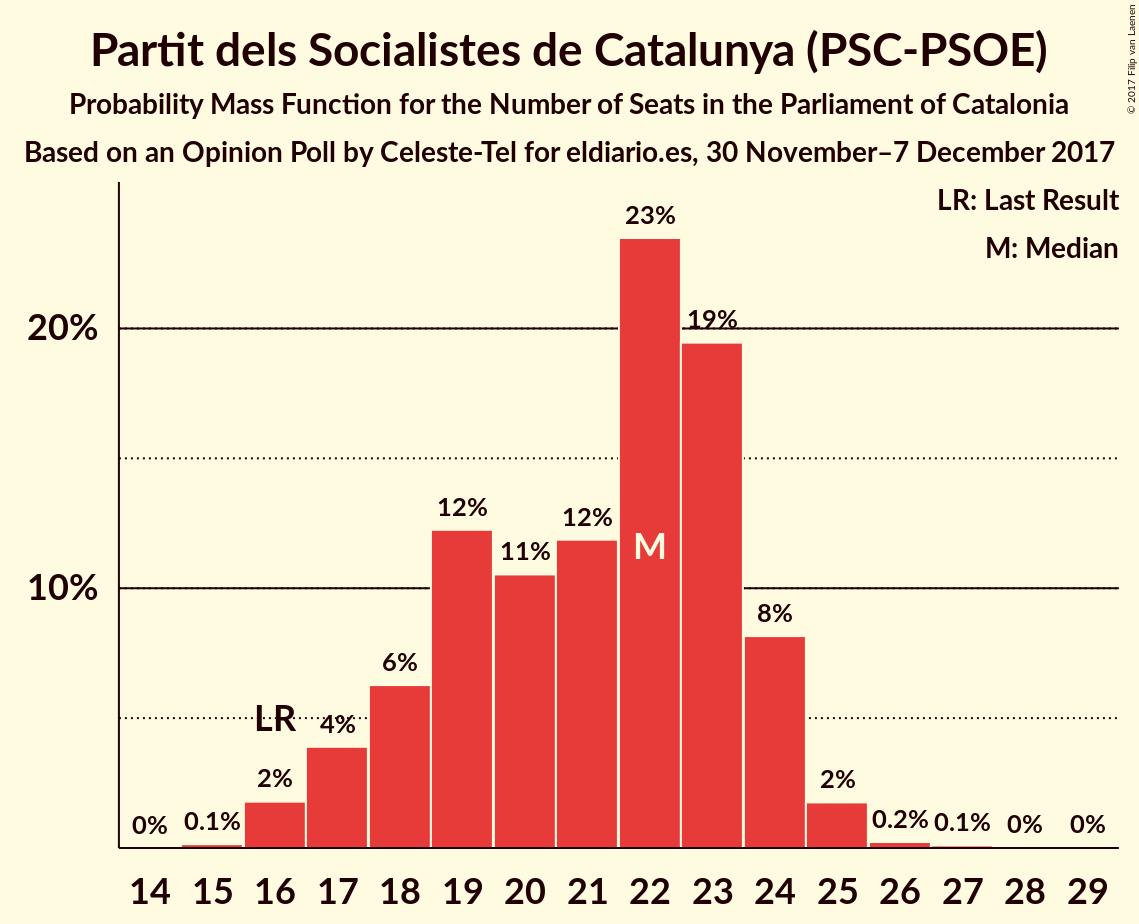 Partit dels Socialistes de Catalunya (PSC-PSOE)
Probability Mass Function for the Number of Seats in the Parliament of Catalonia
Based on an Opinion Poll by Celeste-Tel for eldiario.es, 30 November–7 December 2017
© 2017 Filip van Laenen
LR: Last Result
M: Median
23%
20%
19%
12%
12%
11%
M
10%
8%
6%
LR
4%
2%
2%
0%
0.1%
0.2%
0.1%
0%
0%
14 15 16 17 18 19 20 21 22 23 24 25 26 27 28 29